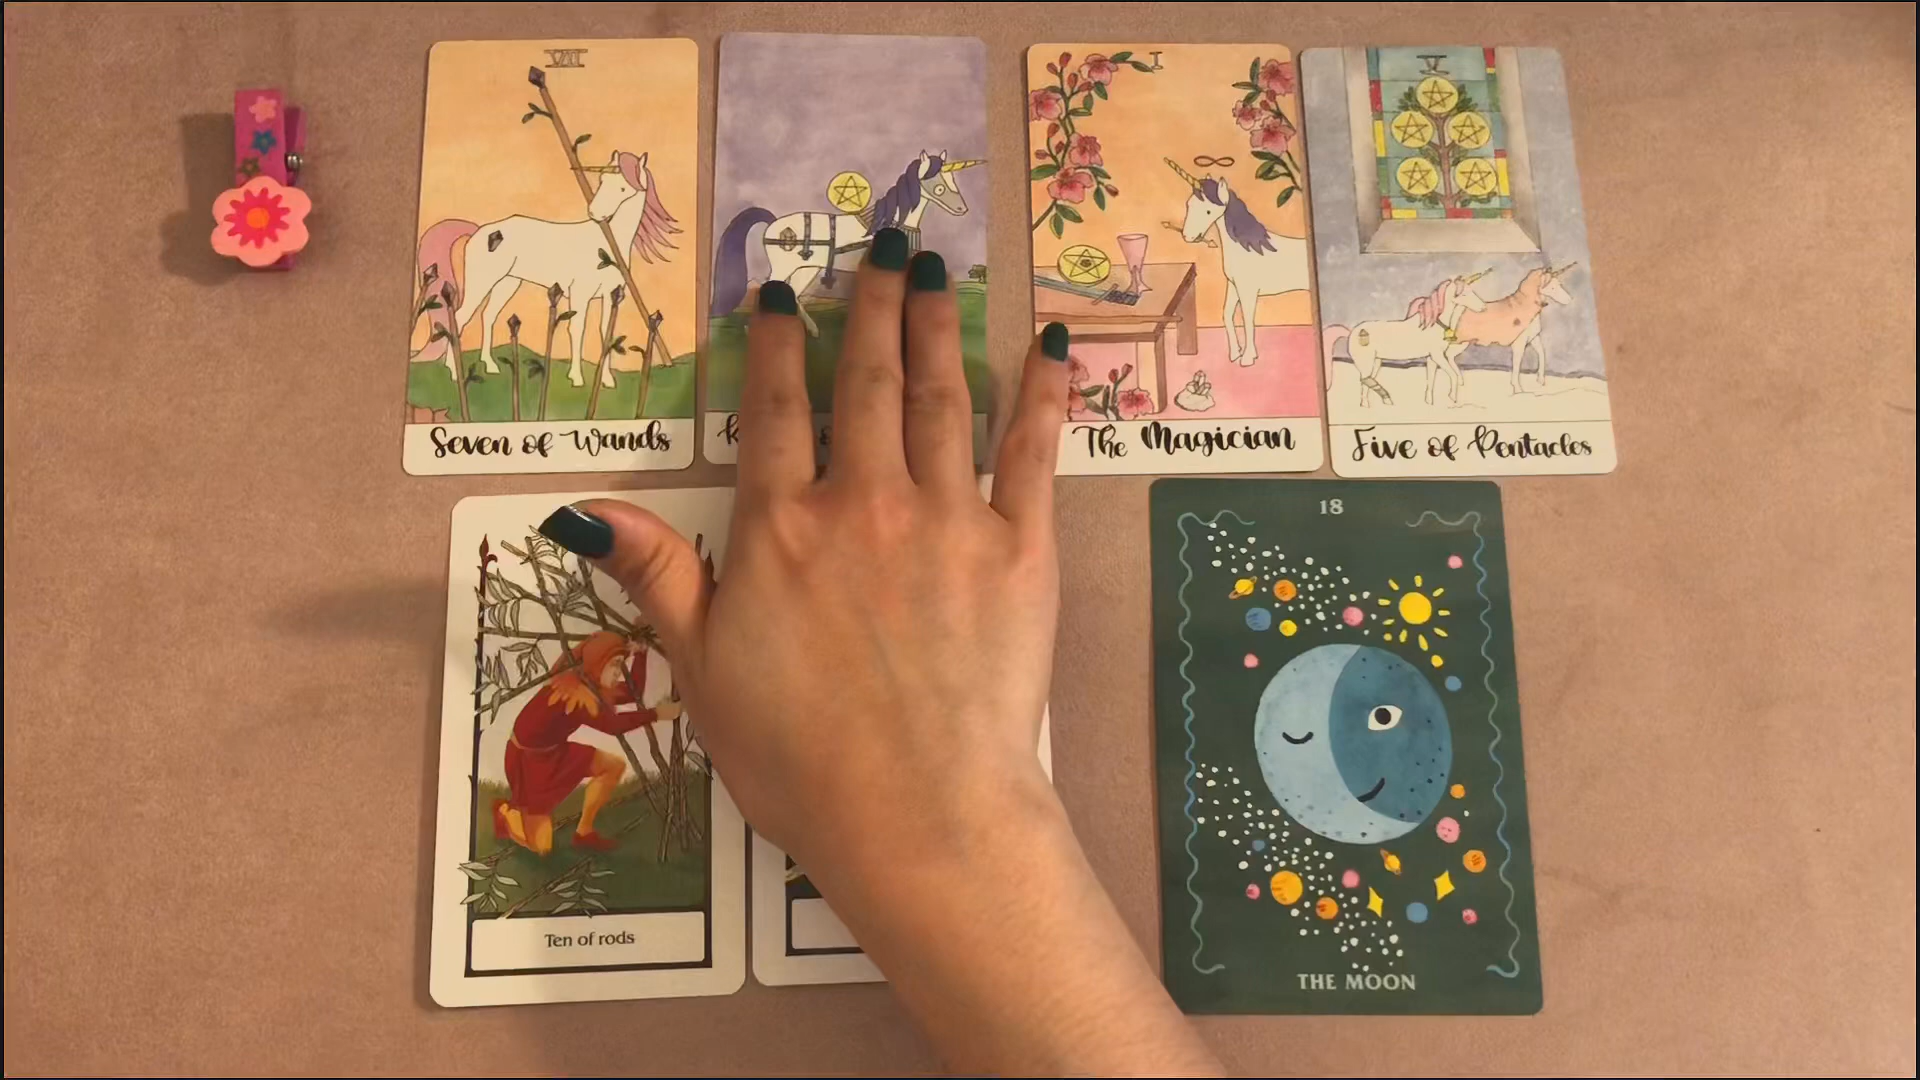 VII
I
V
Seven of Wands
The Magician
Five of Pentacles
18
Ten of rods
THE MOON